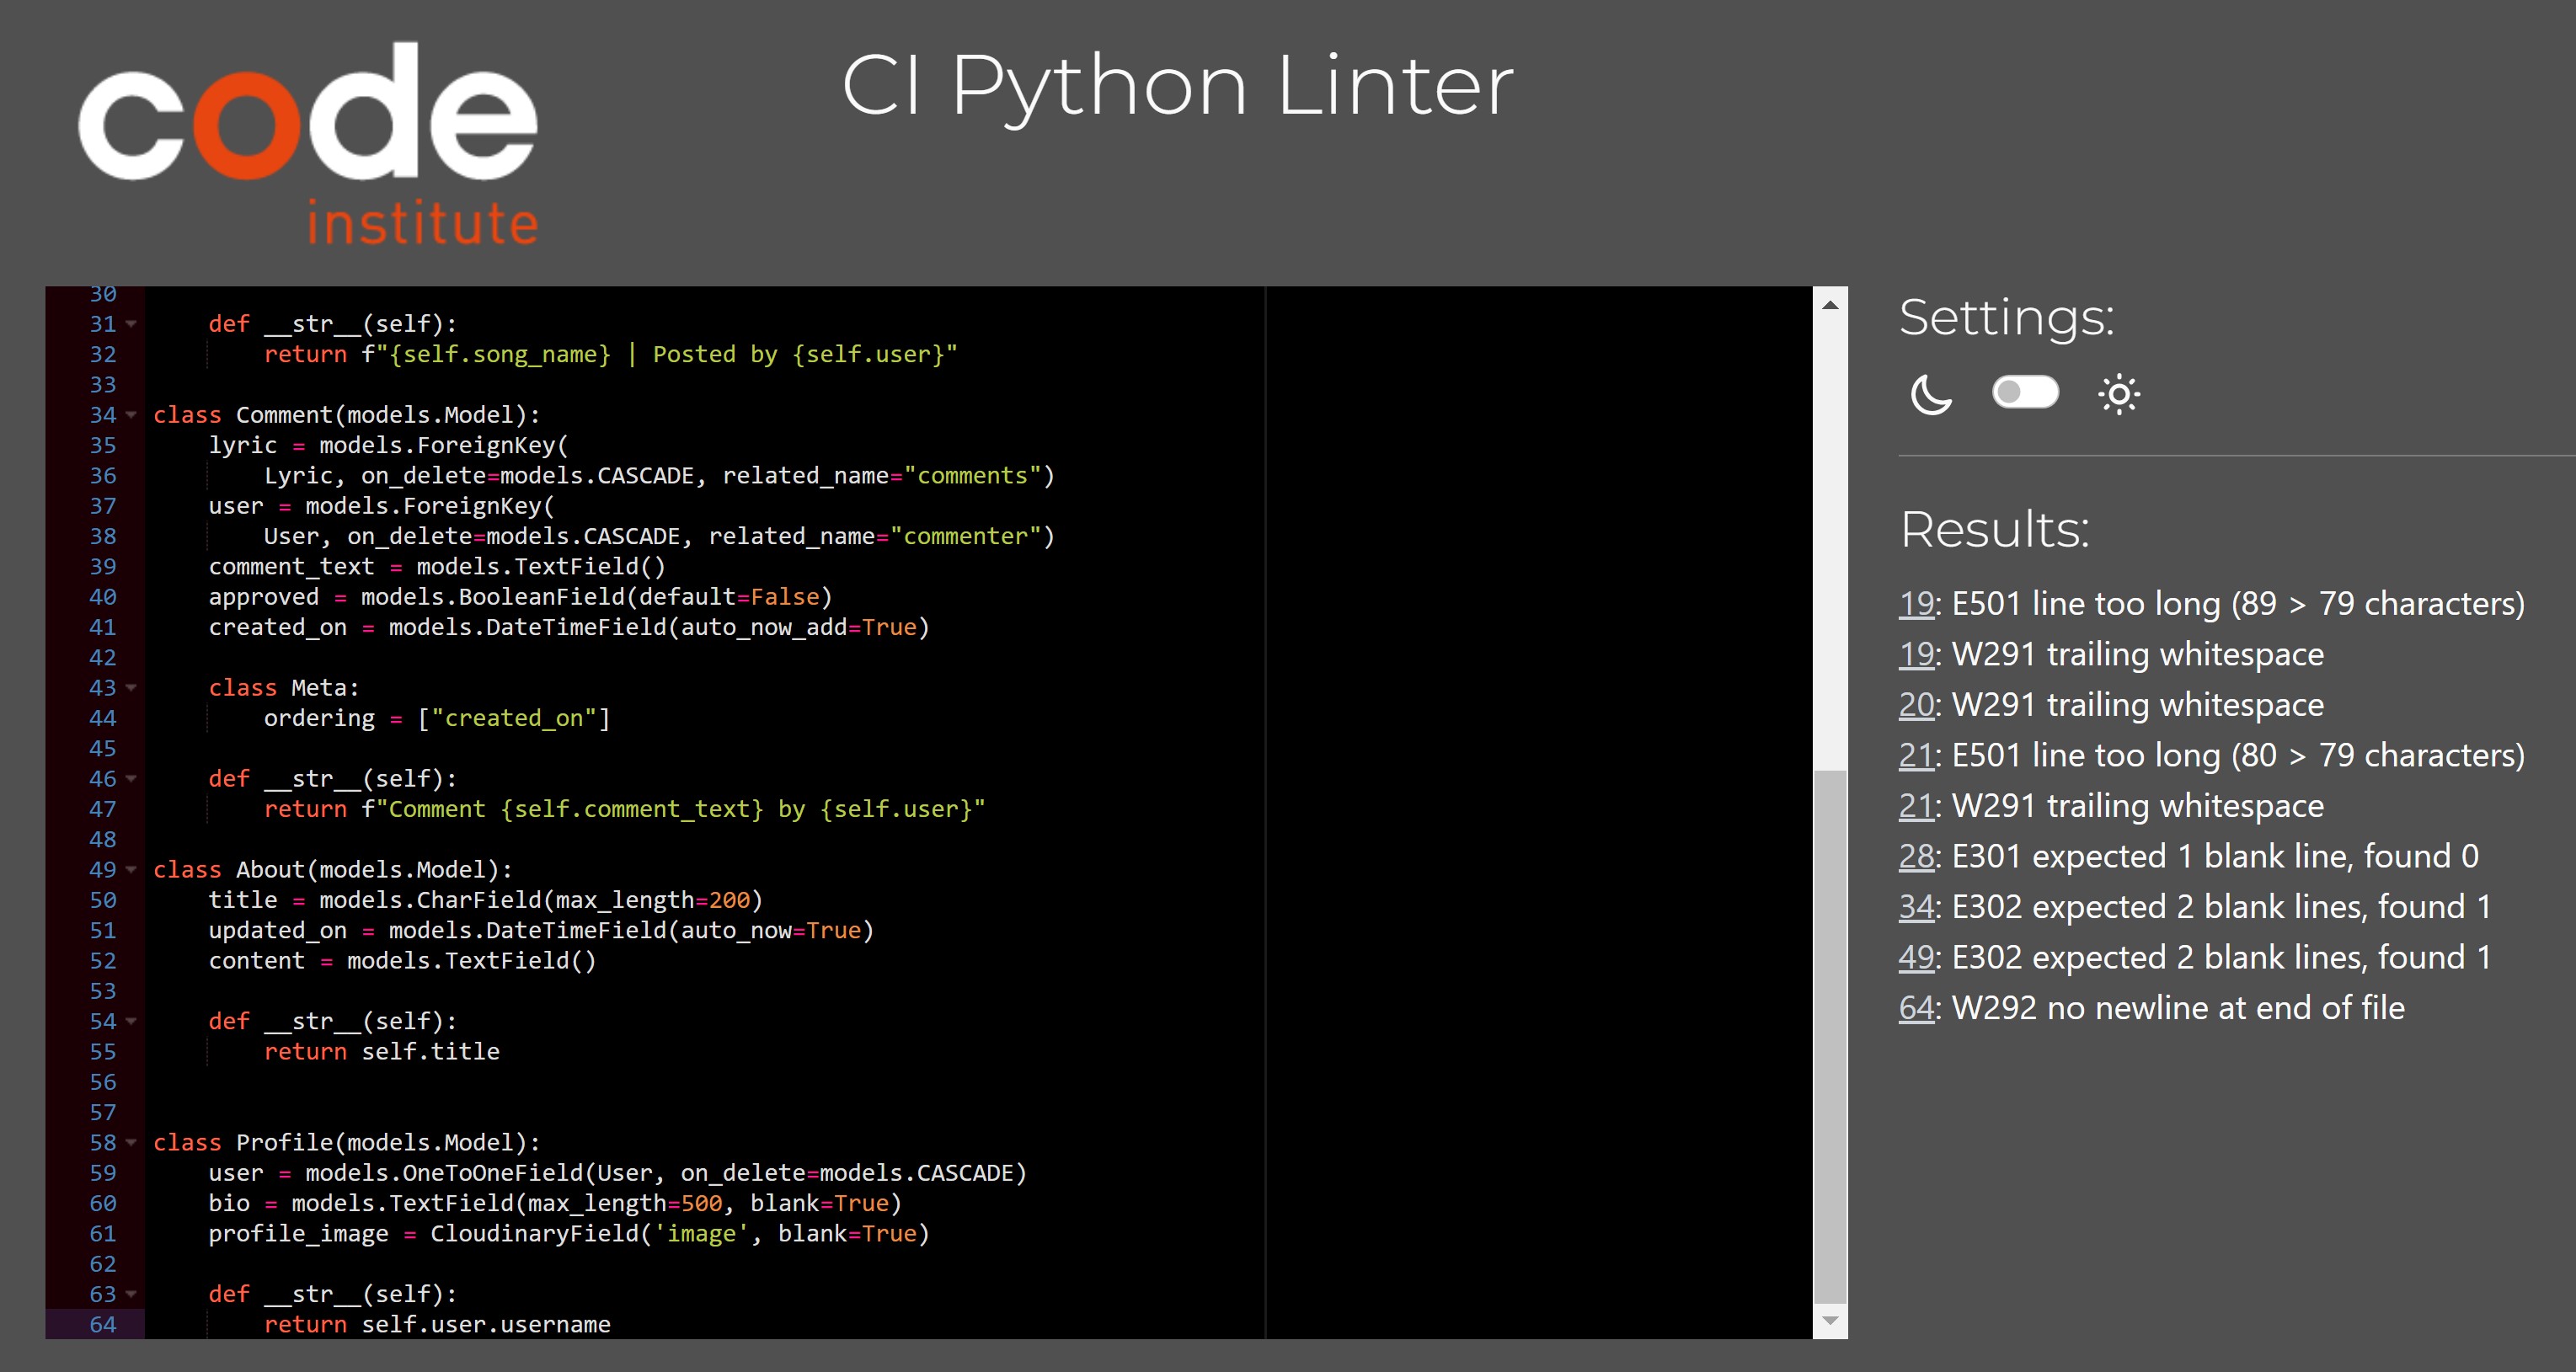 code
institute
CI Python Linter
30
31 def __str__(self):
32 return f"{self.song_name} | Posted by {self.user}"
33
34 class Comment(models.Model):
35 lyric = models.ForeignKey(
36 Lyric, on_delete=models.CASCADE, related_name="comments")
37 user = models.ForeignKey(
38 User, on_delete=models.CASCADE, related_name="commenter")
39 comment_text = models.TextField()
40 approved = models.BooleanField(default=False)
41 created_on = models.DateTimeField(auto_now_add=True)
42
43 class Meta:
44 ordering = ["created_on"]
45
46 def __str__(self):
47 return f"Comment {self.comment_text} by {self.user}"
48
49 class About(models.Model):
50 title = models.CharField(max_length=200)
51 updated_on = models.DateTimeField(auto_now=True)
52 content = models.TextField()
53
54 def __str__(self):
55 return self.title
56
57
58 class Profile(models.Model):
59 user = models.OneToOneField(User, on_delete=models.CASCADE)
60 bio = models.TextField(max_length=500, blank=True)
61 profile_image = CloudinaryField('image', blank=True)
62
63 def __str__(self):
64 return self.user.username
Settings:
Results:
19: E501 line too long (89 > 79 characters)
19: W291 trailing whitespace
20: W291 trailing whitespace
21: E501 line too long (80 > 79 characters)
21: W291 trailing whitespace
28: E301 expected 1 blank line, found 0
34: E302 expected 2 blank lines, found 1
49: E302 expected 2 blank lines, found 1
64: W292 no newline at end of file